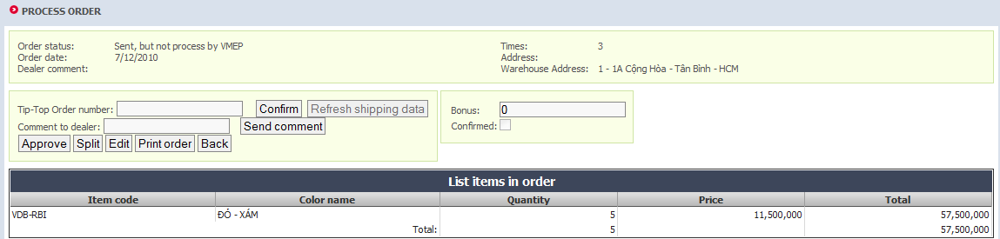 PROCESS ORDER
Order status: Sent, but not process by VMEP Times: 3
Order date: 7/12/2010 Address:
Dealer comment: Warehouse Address: 1 - 1A Cộng Hòa - Tân Bình - HCM
Tip-Top Order number: Confirm Refresh shipping data
Comment to dealer: Send comment
Approve Split Edit Print order Back
Bonus: 0
Confirmed:
List items in order
Item code Color name Quantity Price Total
VDB-RBI ĐỎ - XÁM 5 11,500,000 57,500,000
Total: 5 57,500,000